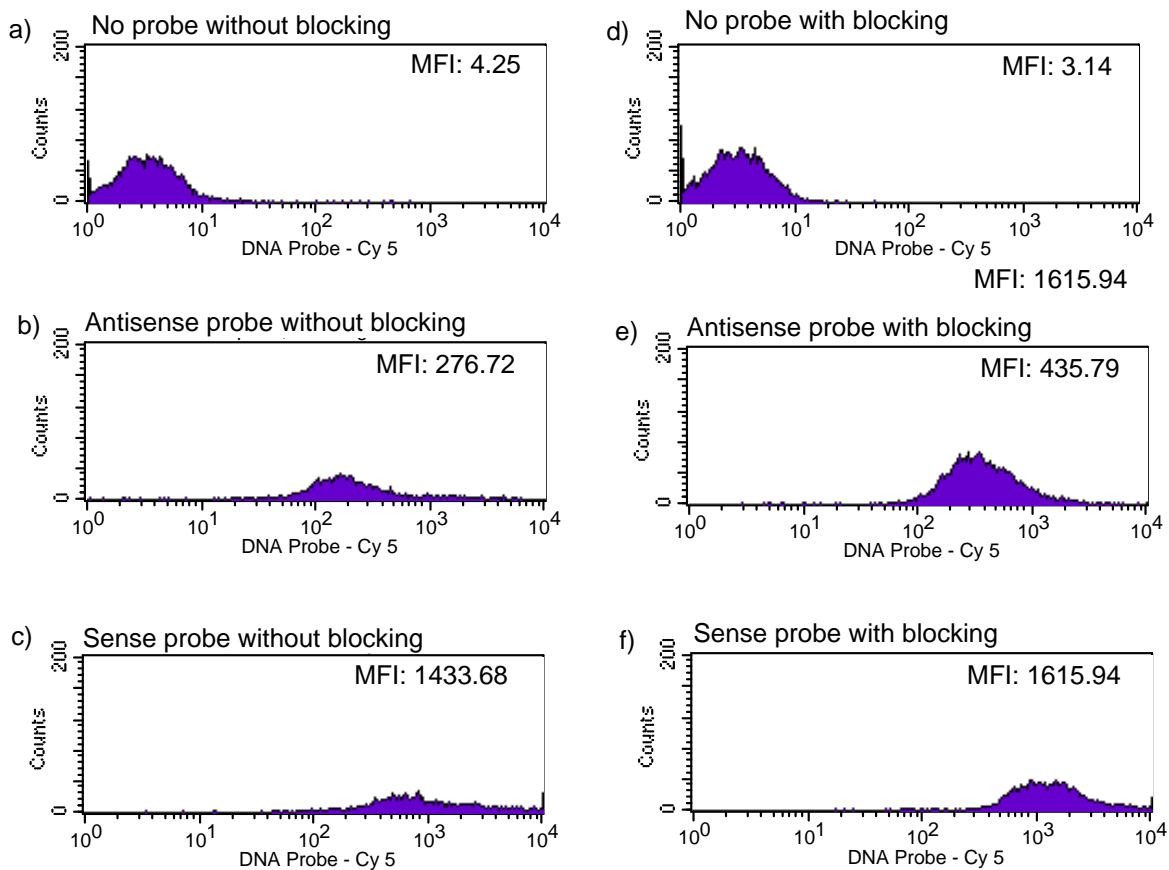 a) No probe without blocking
MFI: 4.25
200
Counts
0
10^0 10^1 10^2 10^3 10^4
DNA Probe - Cy 5
b) Antisense probe without blocking
MFI: 276.72
200
Counts
0
10^0 10^1 10^2 10^3 10^4
DNA Probe - Cy 5
c) Sense probe without blocking
MFI: 1433.68
200
Counts
0
10^0 10^1 10^2 10^3 10^4
DNA Probe - Cy 5
d) No probe with blocking
MFI: 3.14
200
Counts
0
10^0 10^1 10^2 10^3 10^4
DNA Probe - Cy 5
MFI: 1615.94
e) Antisense probe with blocking
MFI: 435.79
200
Counts
0
10^0 10^1 10^2 10^3 10^4
DNA Probe - Cy 5
f) Sense probe with blocking
MFI: 1615.94
200
Counts
0
10^0 10^1 10^2 10^3 10^4
DNA Probe - Cy 5